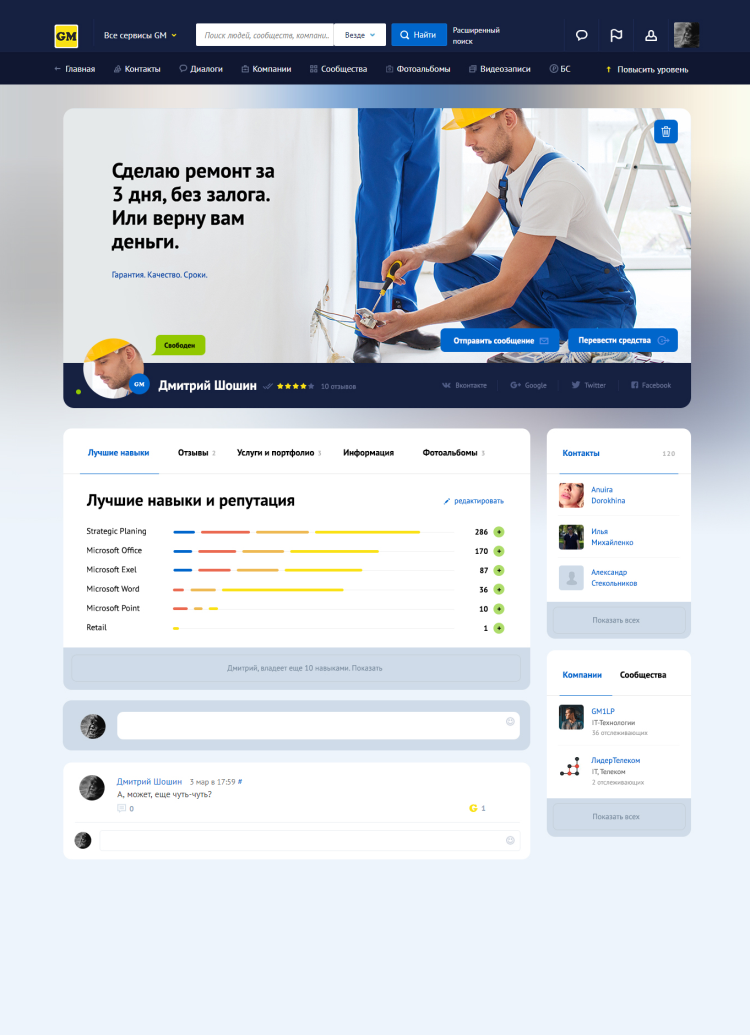 GM
Все сервисы GM
Поиск людей, сообществ, компани..
Везде
Найти
Расширенный
поиск
Главная
Контакты
Диалоги
Компании
Сообщества
Фотоальбомы
Видеозаписи
БС
Повысить уровень
Сделаю ремонт за
3 дня, без залога.
Или верну вам
деньги.
Гарантия. Качество. Сроки.
Свободен
Отправить сообщение
Перевести средства
GM
Дмитрий Шошин
10 отзывов
Вконтакте
Google
Twitter
Facebook
Лучшие навыки
Отзывы 2
Услуги и портфолио 3
Информация
Фотоальбомы 3
Лучшие навыки и репутация
редактировать
Strategic Planing 286 +
Microsoft Office 170 +
Microsoft Exel 87 +
Microsoft Word 36 +
Microsoft Point 10 +
Retail 1 +
Дмитрий, владеет еще 10 навыками. Показать
Дмитрий Шошин 3 мар в 17:59 #
А, может, еще чуть-чуть?
0
G 1
Контакты 120
Anuira
Dorokhina
Илья
Михайленко
Александр
Стекольников
Показать всех
Компании
Сообщества
GM1LP
IT-Технологии
36 отслеживающих
ЛидерТелеком
IT, Телеком
2 отслеживающих
Показать всех